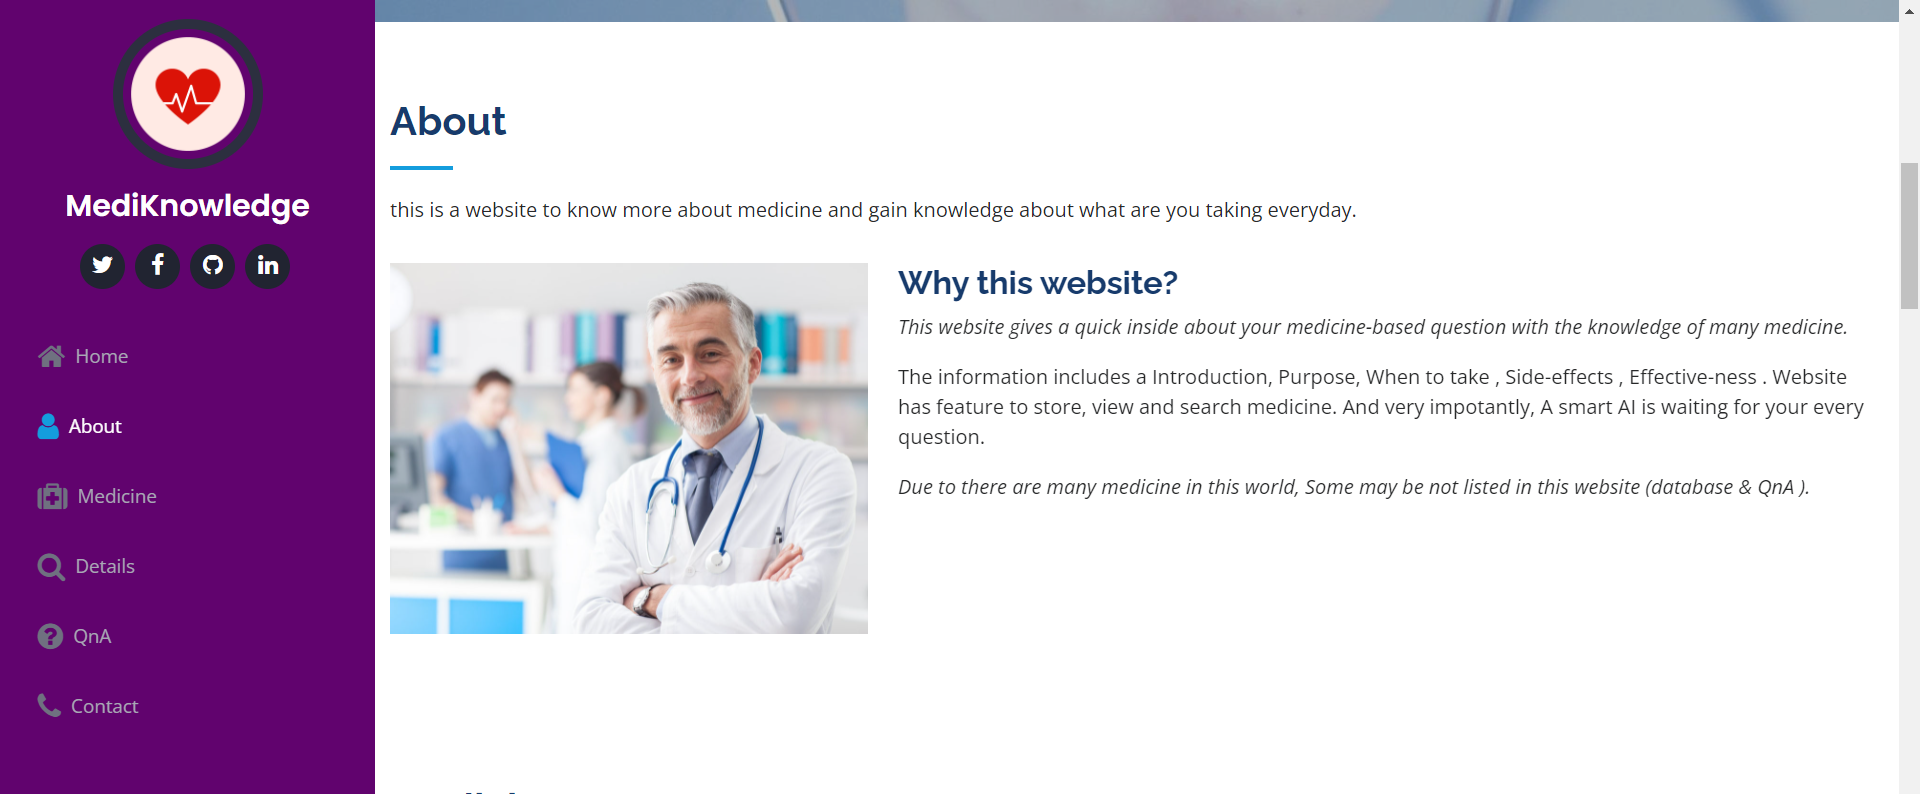 MediKnowledge
Home
About
Medicine
Details
QnA
Contact
About
this is a website to know more about medicine and gain knowledge about what are you taking everyday.
Why this website?
This website gives a quick inside about your medicine-based question with the knowledge of many medicine.
The information includes a Introduction, Purpose, When to take , Side-effects , Effective-ness . Website
has feature to store, view and search medicine. And very impotantly, A smart AI is waiting for your every
question.
Due to there are many medicine in this world, Some may be not listed in this website (database & QnA ).